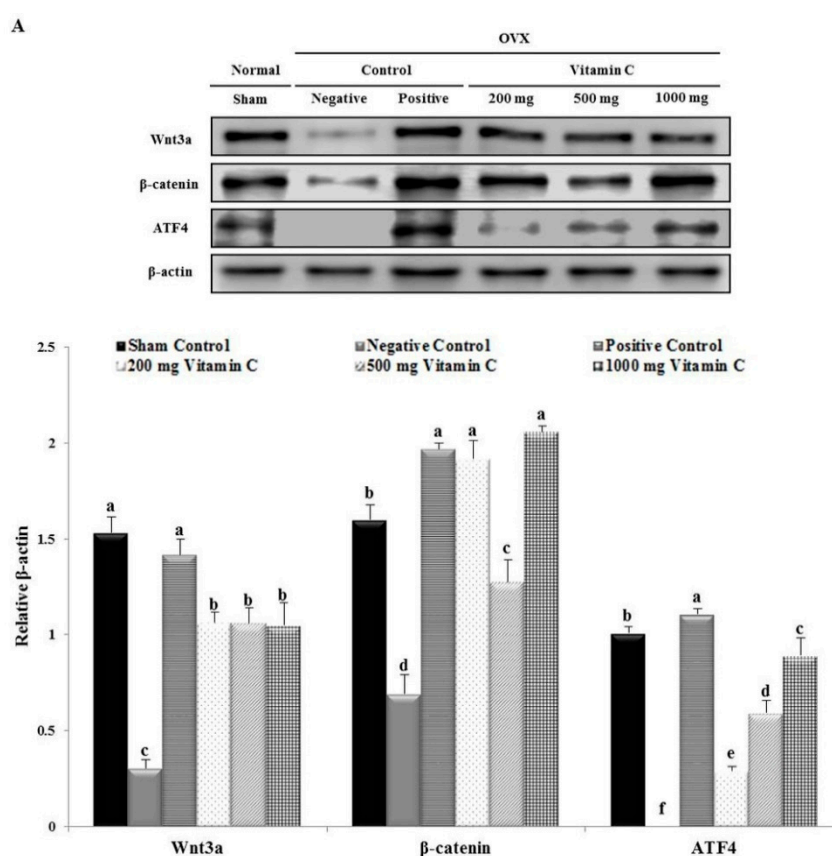 A
OVX
Normal Control Vitamin C
Sham Negative Positive 200 mg 500 mg 1000 mg
Wnt3a
β-catenin
ATF4
β-actin
Sham Control Negative Control Positive Control
200 mg Vitamin C 500 mg Vitamin C 1000 mg Vitamin C
Relative β-actin
2.5
2
1.5
1
0.5
0
a c a b b b
b d a a c a
b f a e d c
Wnt3a β-catenin ATF4